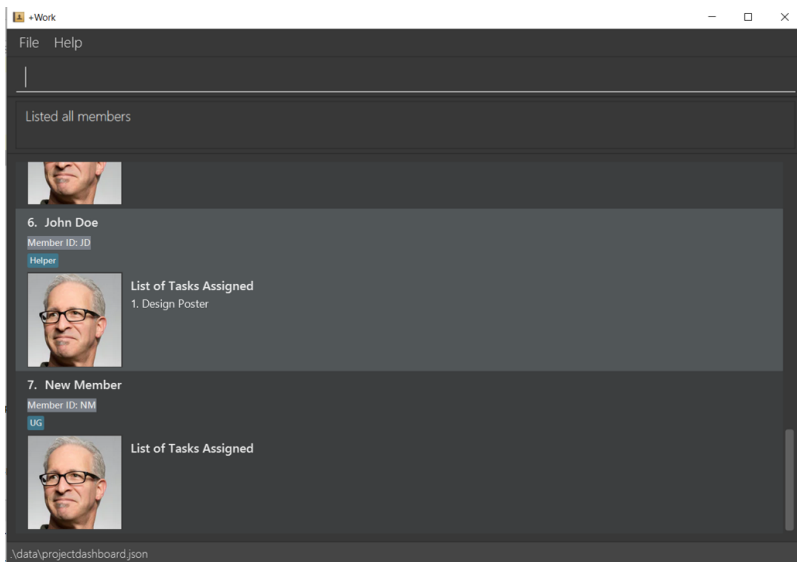 +Work
File Help
Listed all members
6. John Doe
Member ID: JD
Helper
List of Tasks Assigned
1. Design Poster
7. New Member
Member ID: NM
UG
List of Tasks Assigned
.\data\projectdashboard.json